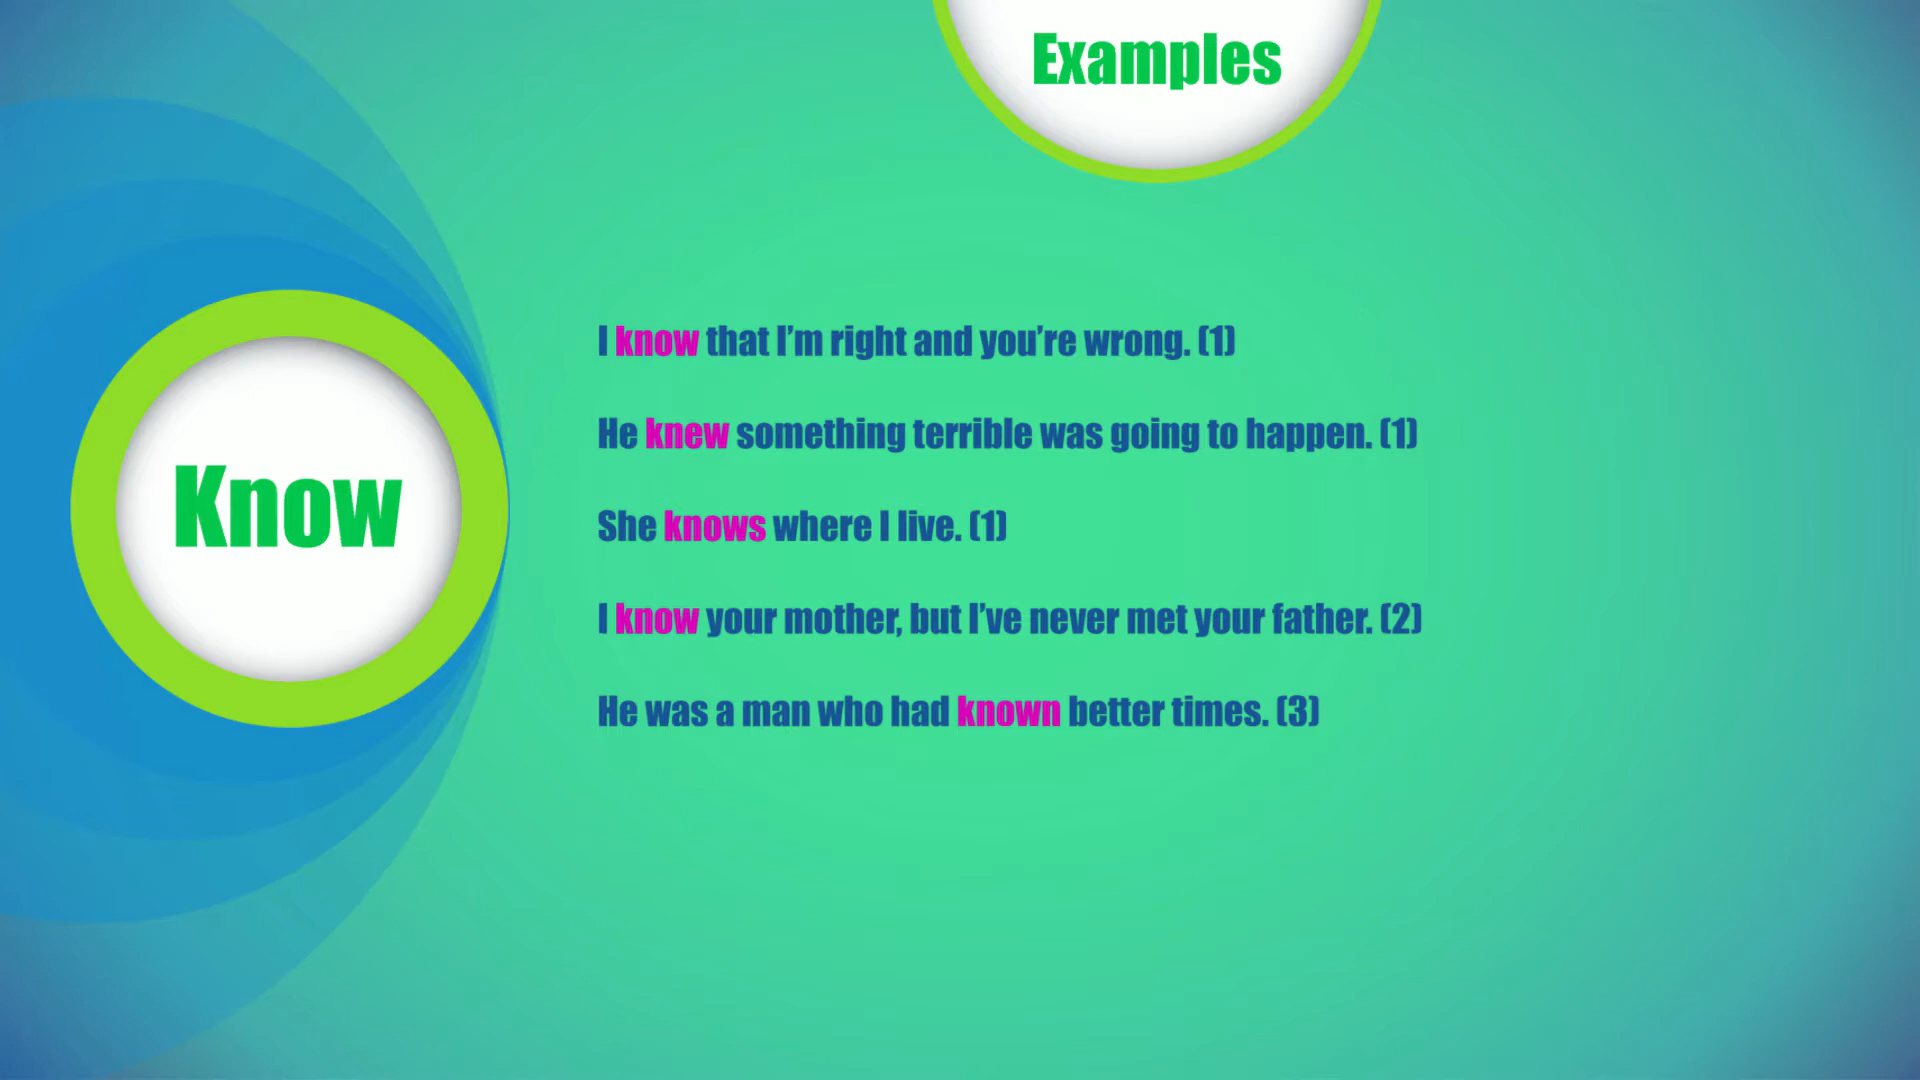 Examples
Know
I know that I’m right and you’re wrong. (1)
He knew something terrible was going to happen. (1)
She knows where I live. (1)
I know your mother, but I’ve never met your father. (2)
He was a man who had known better times. (3)